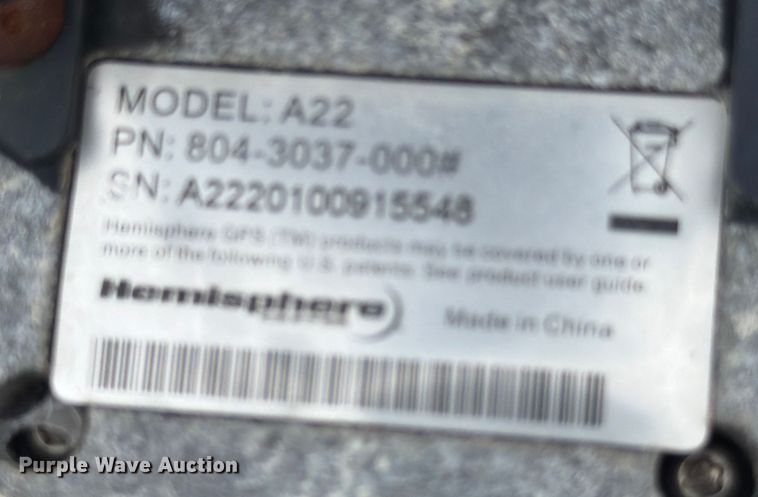 MODEL: A22
PN: 804-3037-000#
SN: A2220100915548
Hemisphere GPS (TM) products may be covered by one or
more of the following U.S. patents. See product user guide.
Hemisphere
Made in China
Purple Wave Auction